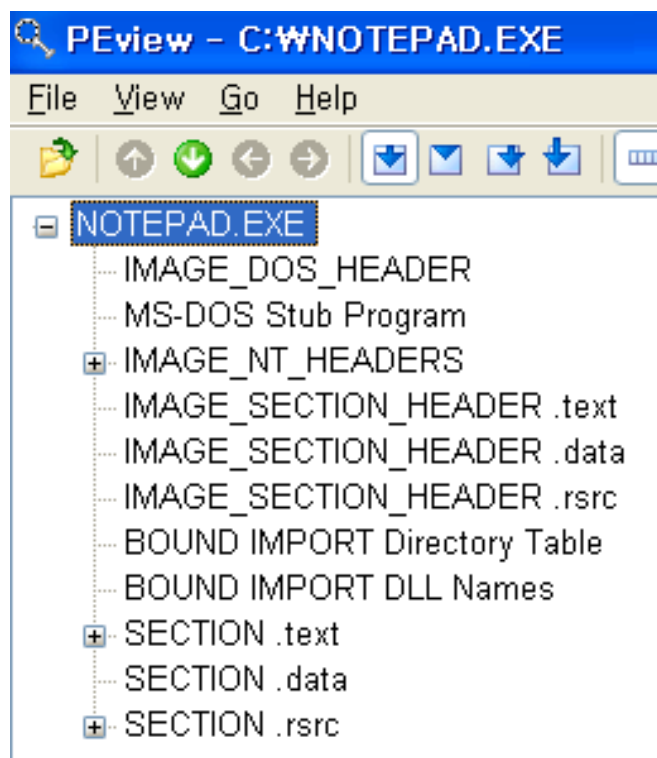 PEview - C:₩NOTEPAD.EXE
File View Go Help
NOTEPAD.EXE
IMAGE_DOS_HEADER
MS-DOS Stub Program
IMAGE_NT_HEADERS
IMAGE_SECTION_HEADER .text
IMAGE_SECTION_HEADER .data
IMAGE_SECTION_HEADER .rsrc
BOUND IMPORT Directory Table
BOUND IMPORT DLL Names
SECTION .text
SECTION .data
SECTION .rsrc